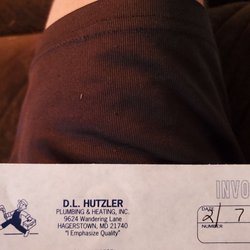 INVO
D.L. HUTZLER
PLUMBING & HEATING, INC.
9624 Wandering Lane
HAGERSTOWN, MD 21740
"I Emphasize Quality"
DATE
2/7
NUMBER